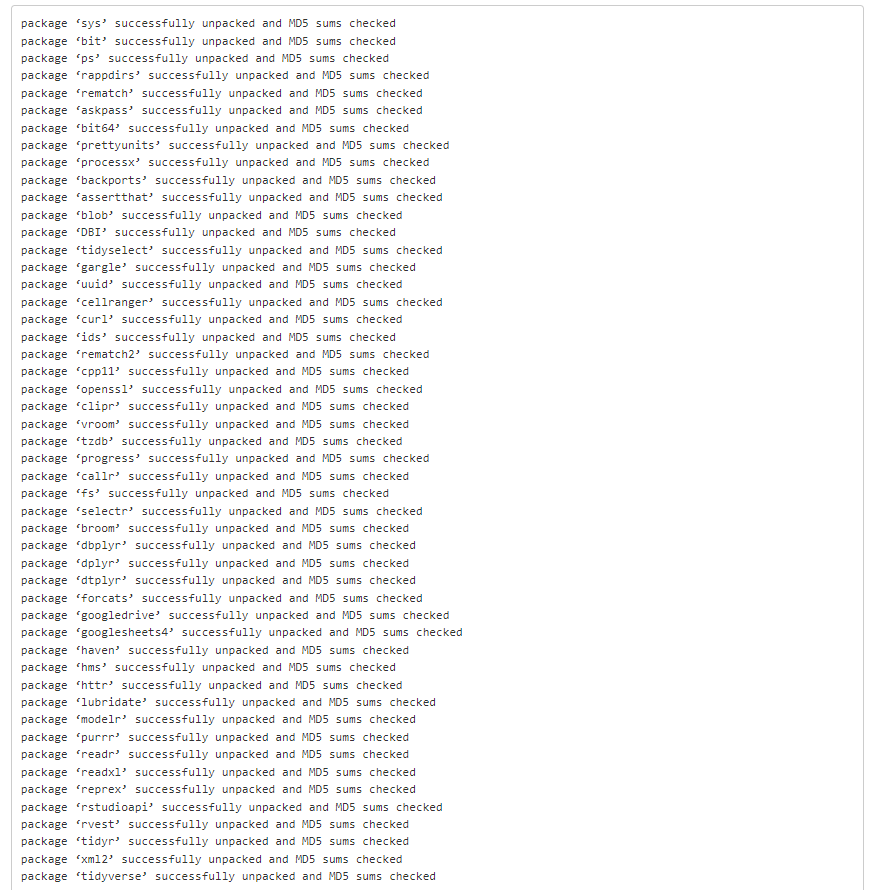 package ‘sys’ successfully unpacked and MD5 sums checked
package ‘bit’ successfully unpacked and MD5 sums checked
package ‘ps’ successfully unpacked and MD5 sums checked
package ‘rappdirs’ successfully unpacked and MD5 sums checked
package ‘rematch’ successfully unpacked and MD5 sums checked
package ‘askpass’ successfully unpacked and MD5 sums checked
package ‘bit64’ successfully unpacked and MD5 sums checked
package ‘prettyunits’ successfully unpacked and MD5 sums checked
package ‘processx’ successfully unpacked and MD5 sums checked
package ‘backports’ successfully unpacked and MD5 sums checked
package ‘assertthat’ successfully unpacked and MD5 sums checked
package ‘blob’ successfully unpacked and MD5 sums checked
package ‘DBI’ successfully unpacked and MD5 sums checked
package ‘tidyselect’ successfully unpacked and MD5 sums checked
package ‘gargle’ successfully unpacked and MD5 sums checked
package ‘uuid’ successfully unpacked and MD5 sums checked
package ‘cellranger’ successfully unpacked and MD5 sums checked
package ‘curl’ successfully unpacked and MD5 sums checked
package ‘ids’ successfully unpacked and MD5 sums checked
package ‘rematch2’ successfully unpacked and MD5 sums checked
package ‘cpp11’ successfully unpacked and MD5 sums checked
package ‘openssl’ successfully unpacked and MD5 sums checked
package ‘clipr’ successfully unpacked and MD5 sums checked
package ‘vroom’ successfully unpacked and MD5 sums checked
package ‘tzdb’ successfully unpacked and MD5 sums checked
package ‘progress’ successfully unpacked and MD5 sums checked
package ‘callr’ successfully unpacked and MD5 sums checked
package ‘fs’ successfully unpacked and MD5 sums checked
package ‘selectr’ successfully unpacked and MD5 sums checked
package ‘broom’ successfully unpacked and MD5 sums checked
package ‘dbplyr’ successfully unpacked and MD5 sums checked
package ‘dplyr’ successfully unpacked and MD5 sums checked
package ‘dtplyr’ successfully unpacked and MD5 sums checked
package ‘forcats’ successfully unpacked and MD5 sums checked
package ‘googledrive’ successfully unpacked and MD5 sums checked
package ‘googlesheets4’ successfully unpacked and MD5 sums checked
package ‘haven’ successfully unpacked and MD5 sums checked
package ‘hms’ successfully unpacked and MD5 sums checked
package ‘httr’ successfully unpacked and MD5 sums checked
package ‘lubridate’ successfully unpacked and MD5 sums checked
package ‘modelr’ successfully unpacked and MD5 sums checked
package ‘purrr’ successfully unpacked and MD5 sums checked
package ‘readr’ successfully unpacked and MD5 sums checked
package ‘readxl’ successfully unpacked and MD5 sums checked
package ‘reprex’ successfully unpacked and MD5 sums checked
package ‘rstudioapi’ successfully unpacked and MD5 sums checked
package ‘rvest’ successfully unpacked and MD5 sums checked
package ‘tidyr’ successfully unpacked and MD5 sums checked
package ‘xml2’ successfully unpacked and MD5 sums checked
package ‘tidyverse’ successfully unpacked and MD5 sums checked